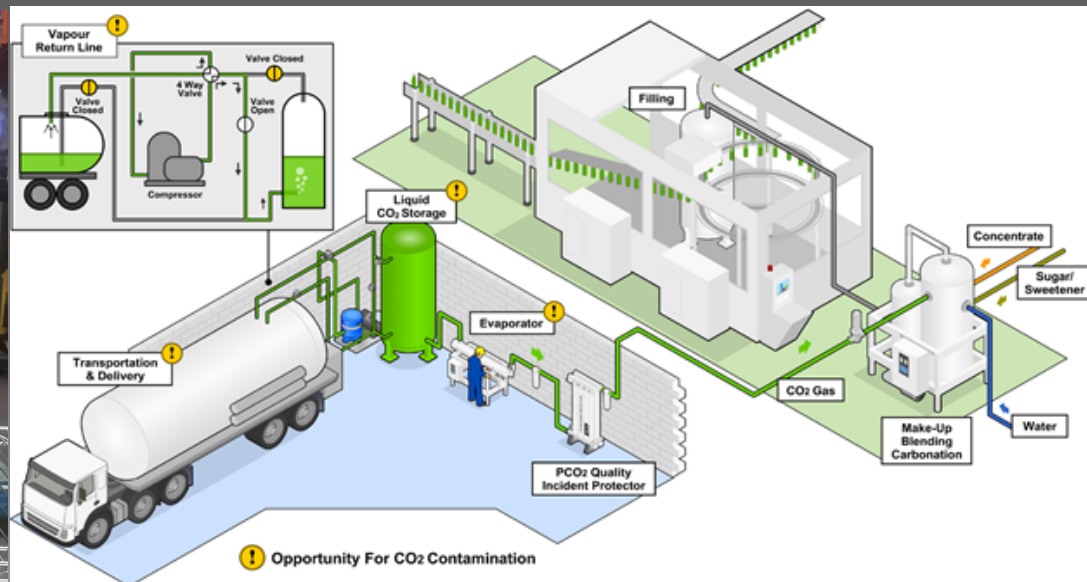 Vapour
Return Line
!
Valve Closed
4 Way
Valve
Valve
Closed
Valve
Open
Compressor
Liquid
CO2 Storage
!
Filling
Concentrate
Sugar/
Sweetener
Evaporator
!
Transportation
& Delivery
!
CO2 Gas
Water
Make-Up
Blending
Carbonation
PCO2 Quality
Incident Protector
! Opportunity For CO2 Contamination